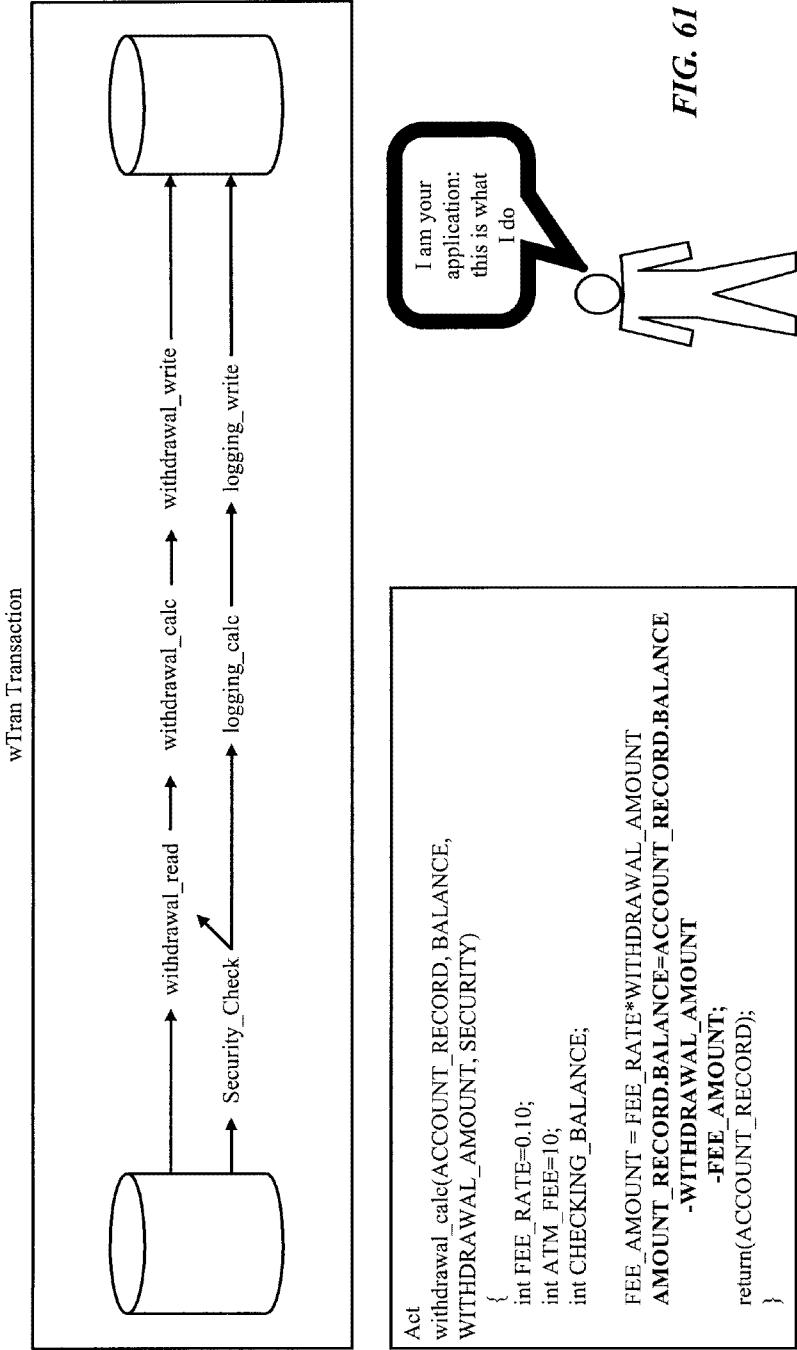 wTran Transaction
withdrawal_read
withdrawal_calc
withdrawal_write
Security_Check
logging_calc
logging_write
Act
withdrawal_calc(ACCOUNT_RECORD, BALANCE,
WITHDRAWAL_AMOUNT, SECURITY)
{
int FEE_RATE=0.10;
int ATM_FEE=10;
int CHECKING_BALANCE;
FEE_AMOUNT = FEE_RATE*WITHDRAWAL_AMOUNT
AMOUNT_RECORD.BALANCE=ACCOUNT_RECORD.BALANCE
-WITHDRAWAL_AMOUNT
-FEE_AMOUNT;
return(ACCOUNT_RECORD);
}
I am your
application:
this is what
I do
FIG. 61